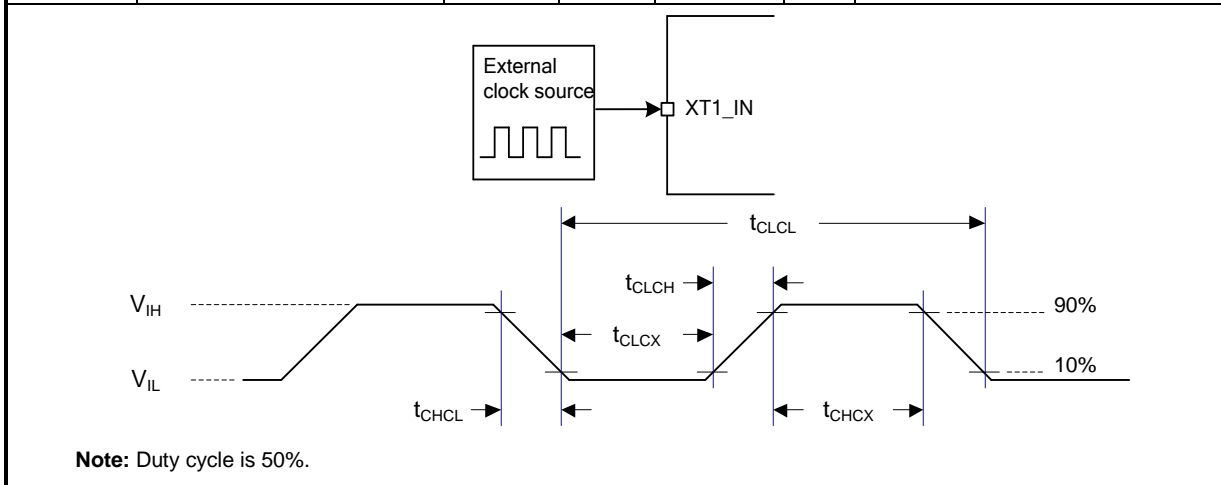 External
clock source
XT1_IN
tCLCL
tCLCH
VIH
90%
tCLCX
VIL
10%
tCHCL
tCHCX
Note: Duty cycle is 50%.